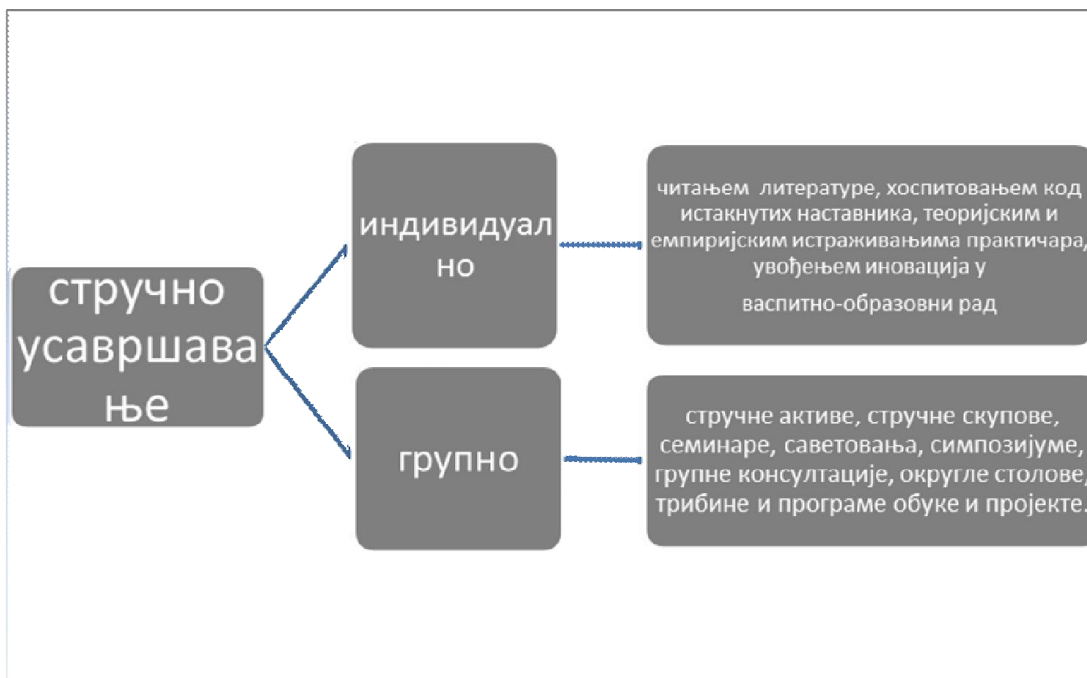 стручно
усавршава
ње
индивидуал
но
читањем литературе, хоспитовањем код
истакнутих наставника, теоријским и
емпиријским истраживањима практичара,
увођењем иновација у
васпитно-образовни рад
групно
стручне активе, стручне скупове,
семинаре, саветовања, симпозијуме,
групне консултације, округле столове,
трибине и програме обуке и пројекте.